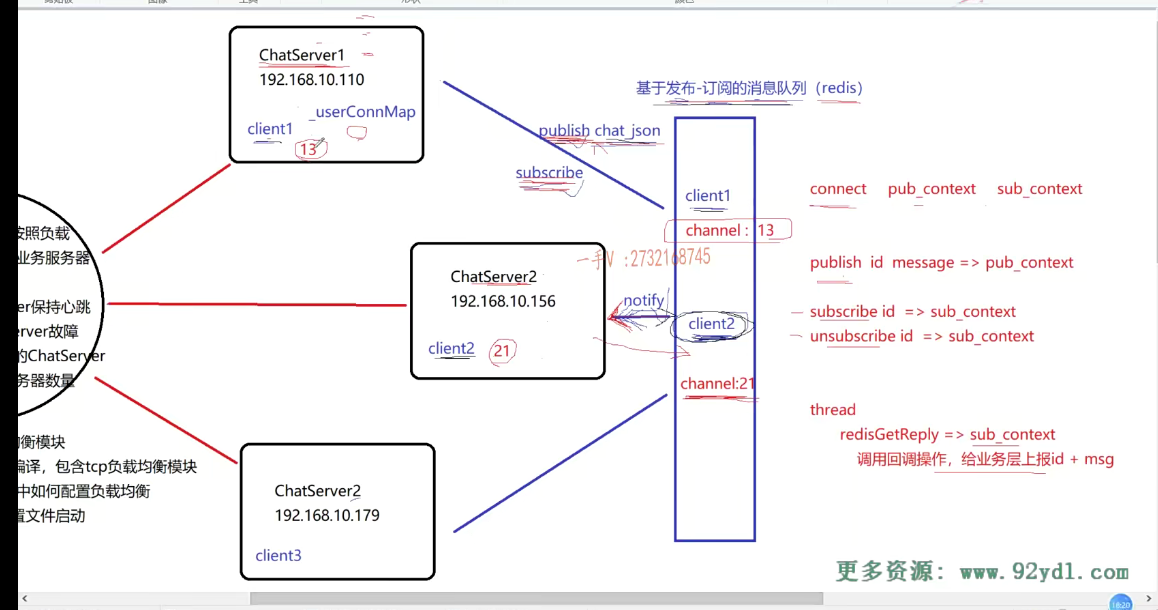 ChatServer1
192.168.10.110
_userConnMap
client1
13
基于发布-订阅的消息队列（redis）
publish chat_json
subscribe
client1
channel : 13
connect pub_context sub_context
按照负载
业务服务器
一手V :2732168745
publish id message => pub_context
ChatServer2
192.168.10.156
notify
client2
21
client2
er保持心跳
erver故障
的ChatServer
务器数量
subscribe id => sub_context
unsubscribe id => sub_context
channel:21
thread
redisGetReply => sub_context
调用回调操作，给业务层上报id + msg
衡模块
编译，包含tcp负载均衡模块
中如何配置负载均衡
置文件启动
ChatServer2
192.168.10.179
client3
更多资源: www.92yd1.com
16:20